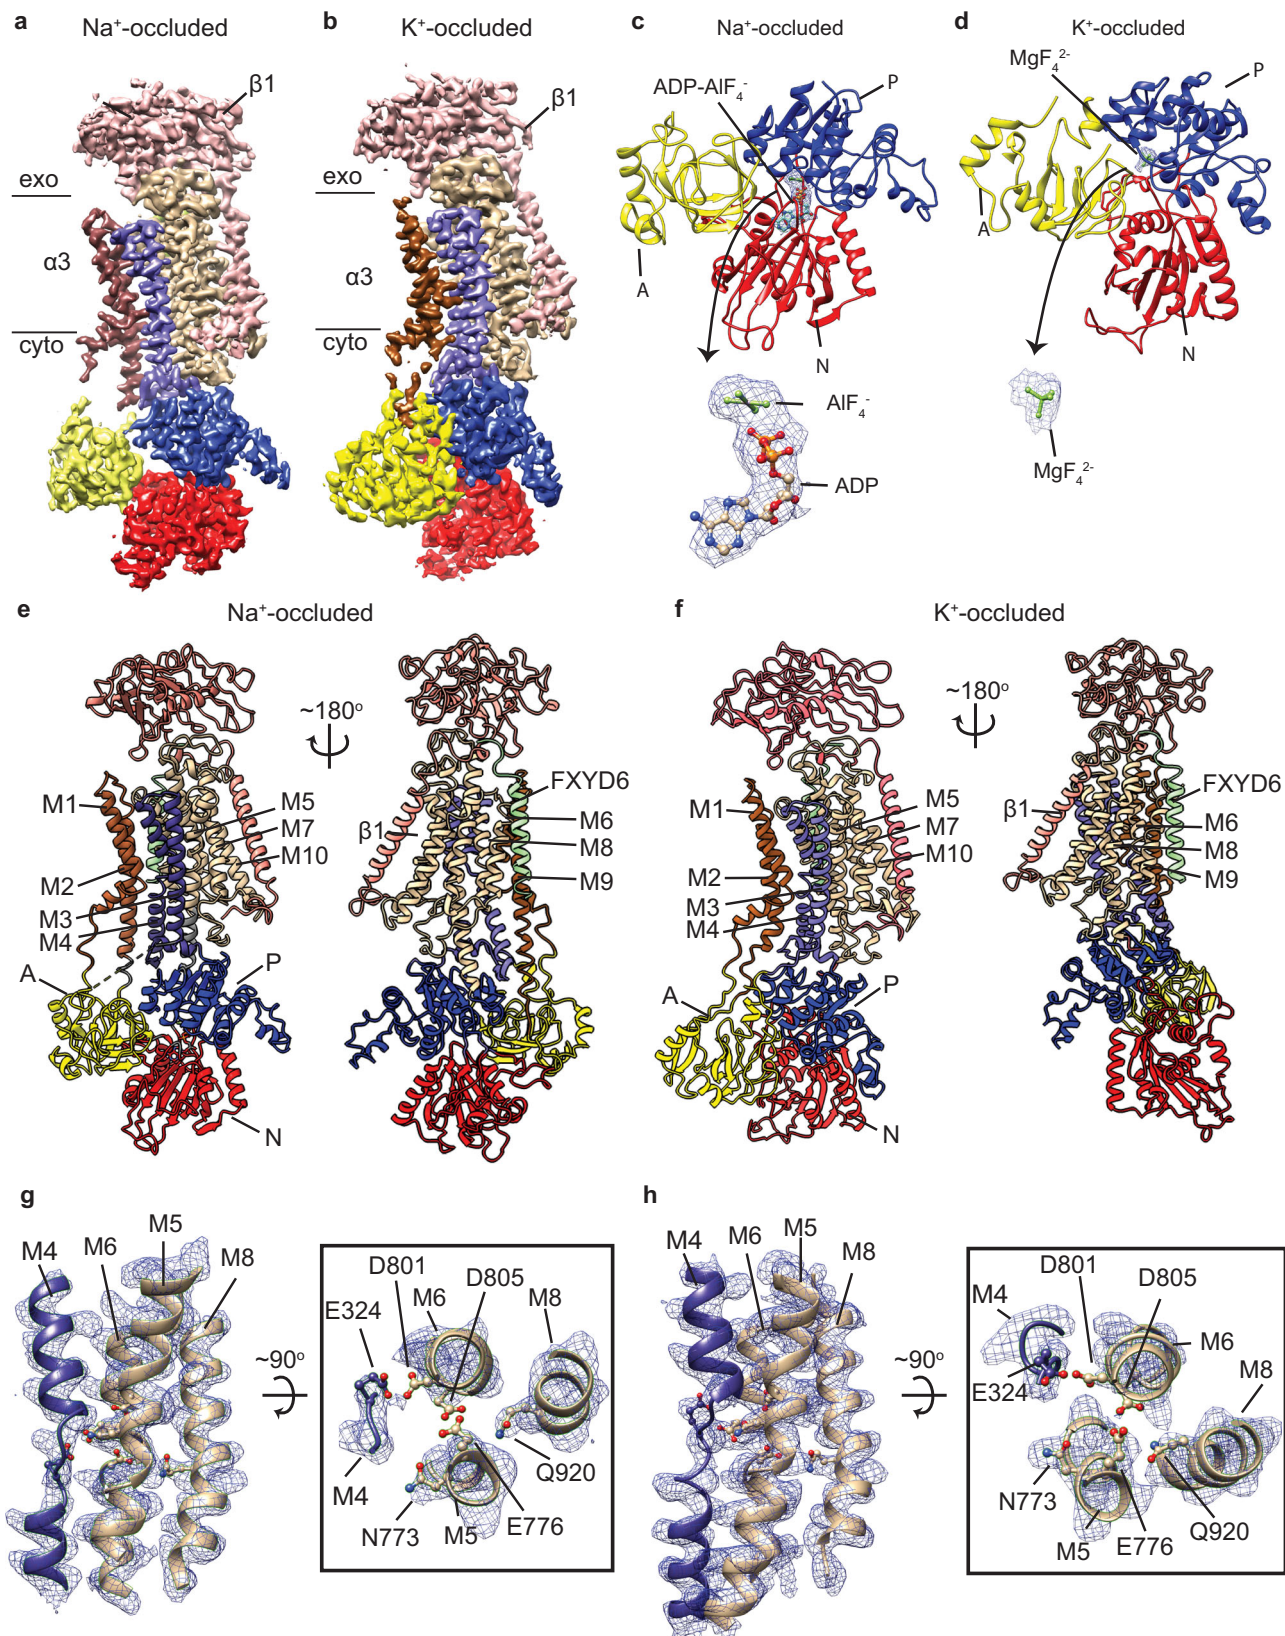 a
Na⁺-occluded
β1
exo
α3
cyto
b
K⁺-occluded
β1
exo
α3
cyto
c
Na⁺-occluded
ADP-AlF₄⁻
P
A
N
AlF₄⁻
ADP
d
K⁺-occluded
MgF₄²⁻
P
A
N
MgF₄²⁻
e
Na⁺-occluded
~180°
M1
M5
M7
M10
M2
M3
M4
A
P
N
FXYD6
β1
M6
M8
M9
f
K⁺-occluded
~180°
M1
M5
M7
M10
M2
M3
M4
A
P
N
FXYD6
β1
M6
M8
M9
g
M4
M6
M5
M8
~90°
D801
D805
E324
M6
M8
M4
N773
M5
E776
Q920
h
M4
M6
M5
M8
~90°
D801
D805
M4
M6
E324
M8
N773
M5
E776
Q920